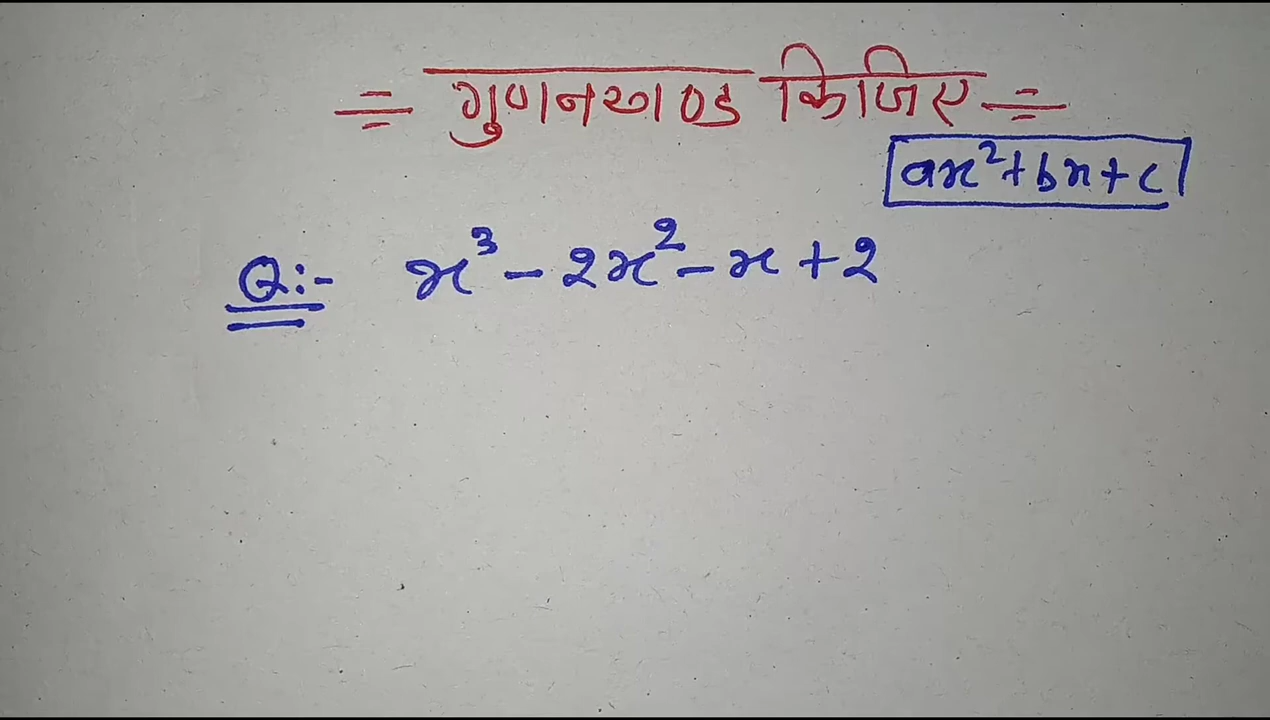 = गुणनखण्ड किजिए =
ax²+bx+c
Q:- x³ - 2x² - x + 2